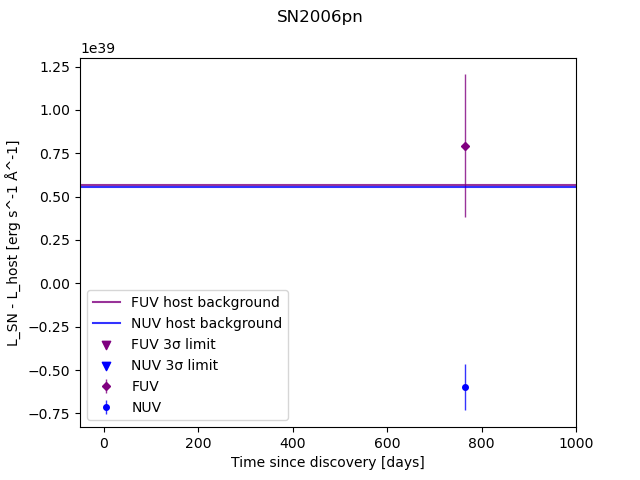 SN2006pn
1e39
1.25
1.00
0.75
0.50
0.25
0.00
−0.25
−0.50
−0.75
L_SN - L_host [erg s^-1 Å^-1]
FUV host background
NUV host background
FUV 3σ limit
NUV 3σ limit
FUV
NUV
0 200 400 600 800 1000
Time since discovery [days]